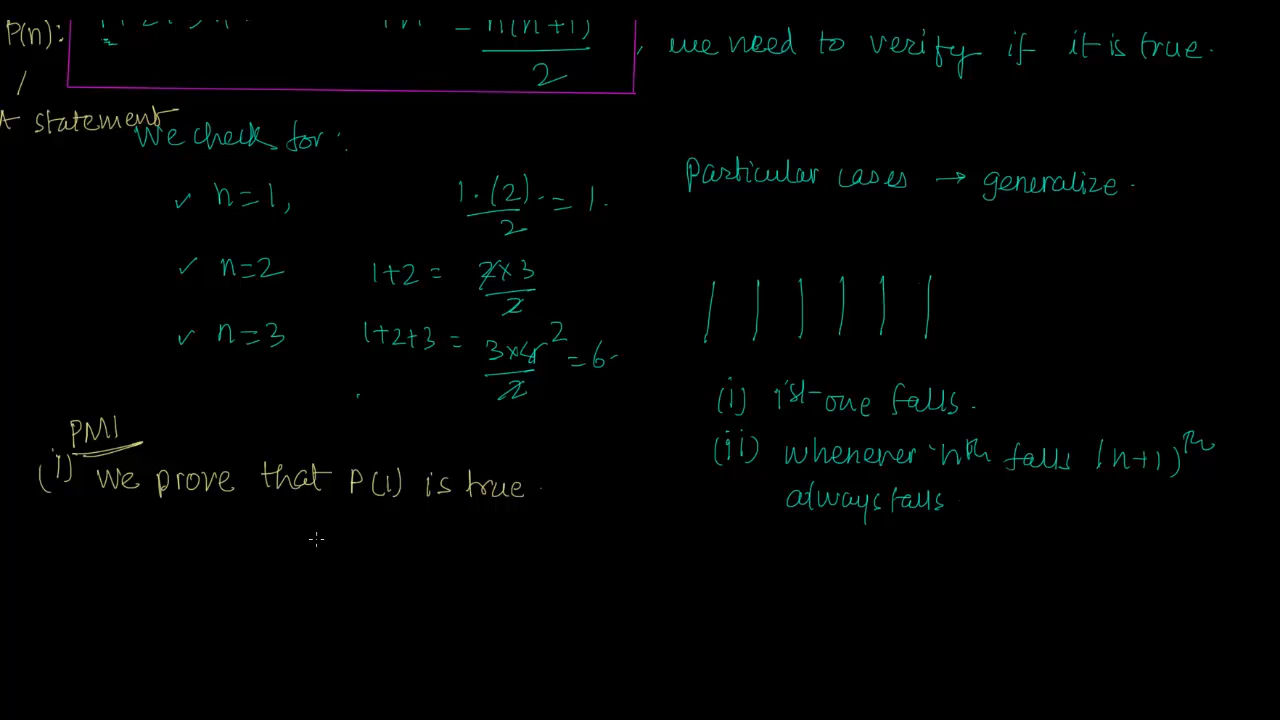 P(n): = n(n+1)/2 , we need to verify if it is true.
A statement
We check for :
✓ n=1, 1.(2)/2 = 1.
✓ n=2 1+2 = 2×3/2
✓ n=3 1+2+3 = 3×4/2 2 = 6
Particular cases → generalize.
(i) 1st one falls.
(ii) whenever nth falls (n+1)th
always falls
PMI
(i) We prove that P(1) is true.